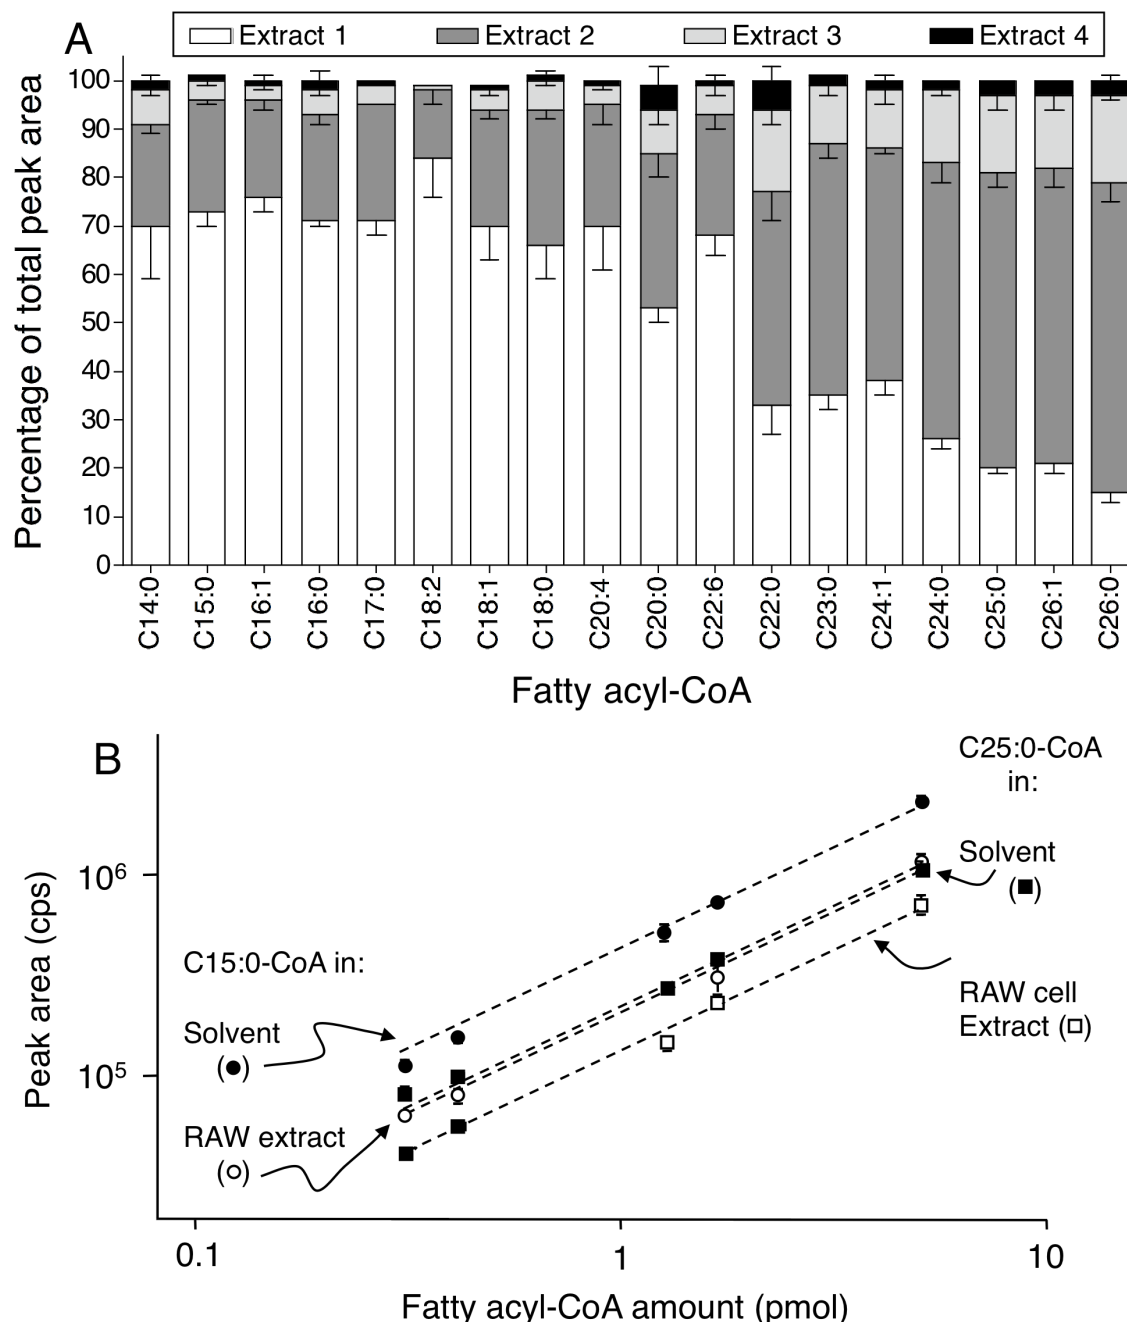 A
Extract 1 Extract 2 Extract 3 Extract 4
Percentage of total peak area
100
90
80
70
60
50
40
30
20
10
0
C14:0 C15:0 C16:1 C16:0 C17:0 C18:2 C18:1 C18:0 C20:4 C20:0 C22:6 C22:0 C23:0 C24:1 C24:0 C25:0 C26:1 C26:0
Fatty acyl-CoA
B
C25:0-CoA
in:
Solvent
(■)
RAW cell
Extract (□)
Peak area (cps)
10⁶
10⁵
C15:0-CoA in:
Solvent
(●)
RAW extract
(○)
0.1 1 10
Fatty acyl-CoA amount (pmol)